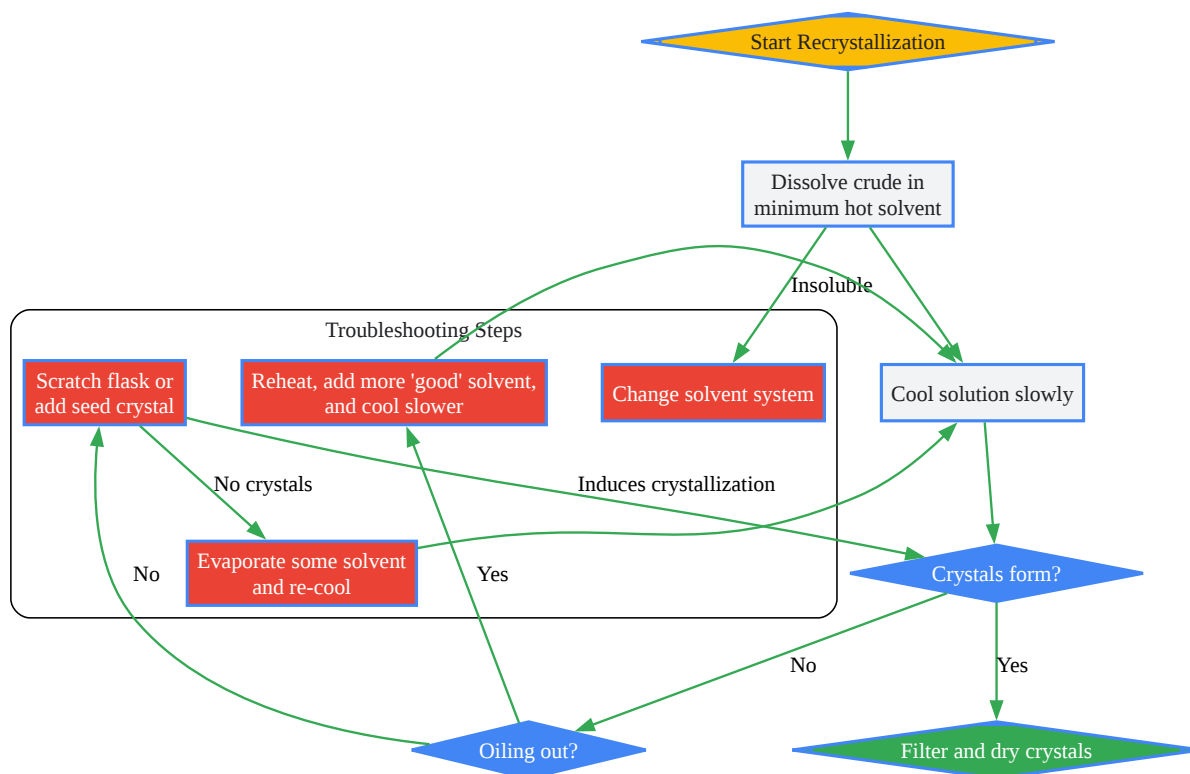 Start Recrystallization
Dissolve crude in
minimum hot solvent
Insoluble
Troubleshooting Steps
Scratch flask or
add seed crystal
Reheat, add more 'good' solvent,
and cool slower
Change solvent system
Cool solution slowly
No crystals
Induces crystallization
Evaporate some solvent
and re-cool
No
Yes
Crystals form?
No
Yes
Oiling out?
Filter and dry crystals